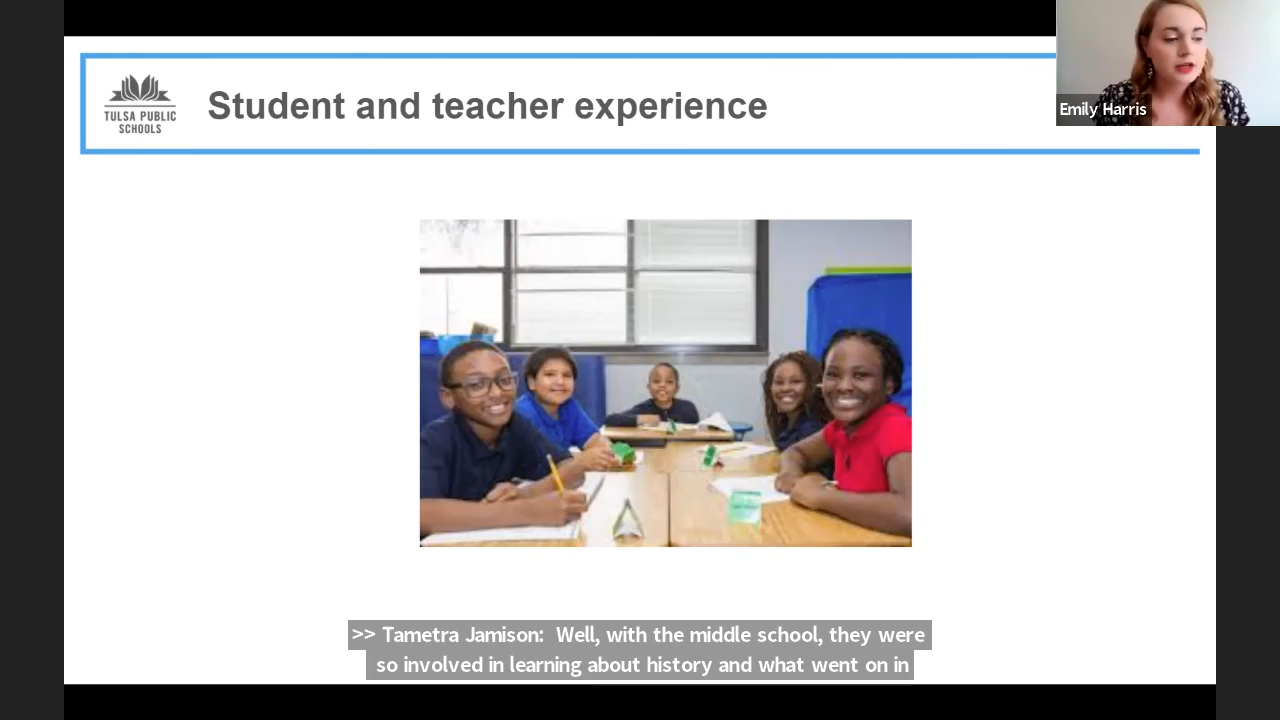 TULSA PUBLIC
SCHOOLS
Student and teacher experience
Emily Harris
>> Tametra Jamison:  Well, with the middle school, they were
so involved in learning about history and what went on in